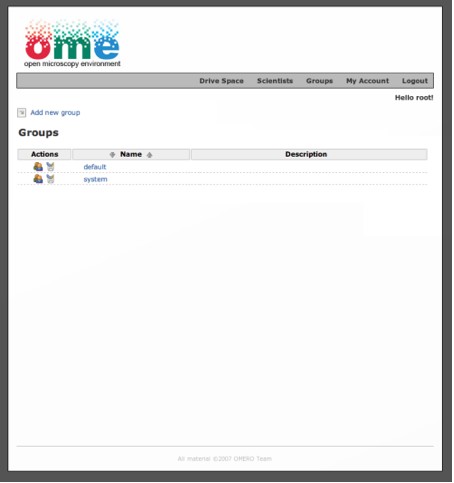 ome
open microscopy environment
Drive Space Scientists Groups My Account Logout
Hello root!
Add new group
Groups
Actions Name Description
default
system
All material ©2007 OMERO Team